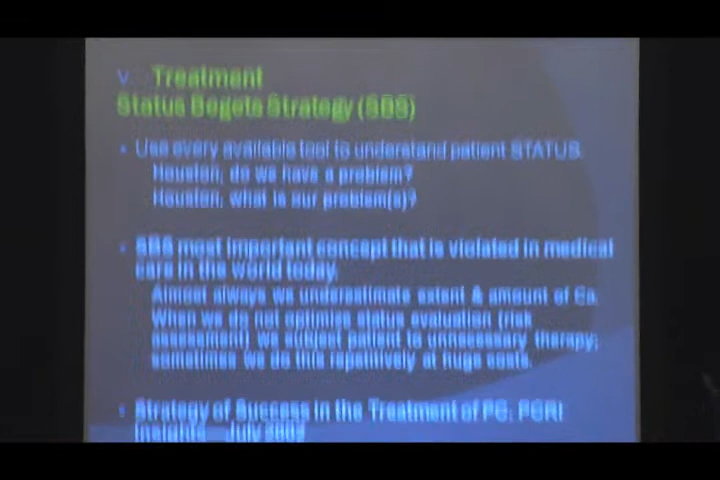 V Treatment
Status Begets Strategy (SBS)
• Use every available tool to understand patient STATUS.
Houston, do we have a problem?
Houston, what is our problem(s)?
• SBS most important concept that is violated in medical
care in the world today.
Almost always we underestimate extent & amount of Ca.
When we do not optimize status evaluation (risk
assessment) we subject patient to unnecessary therapy;
sometimes we do this repetitively at huge costs.
• Strategy of Success in the Treatment of PC: PCRI
Insights July